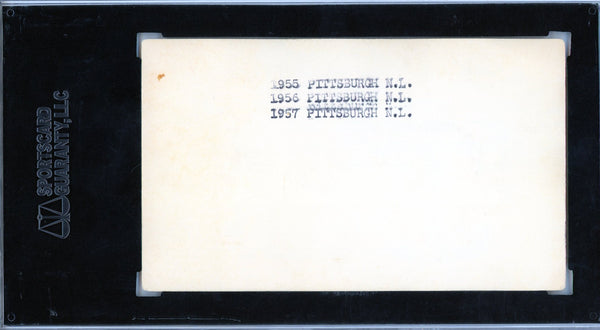 1955 PITTSBURGH N.L.
1956 PITTSBURGH N.L.
1957 PITTSBURGH N.L.
SPORTSCARD
GUARANTY, LLC